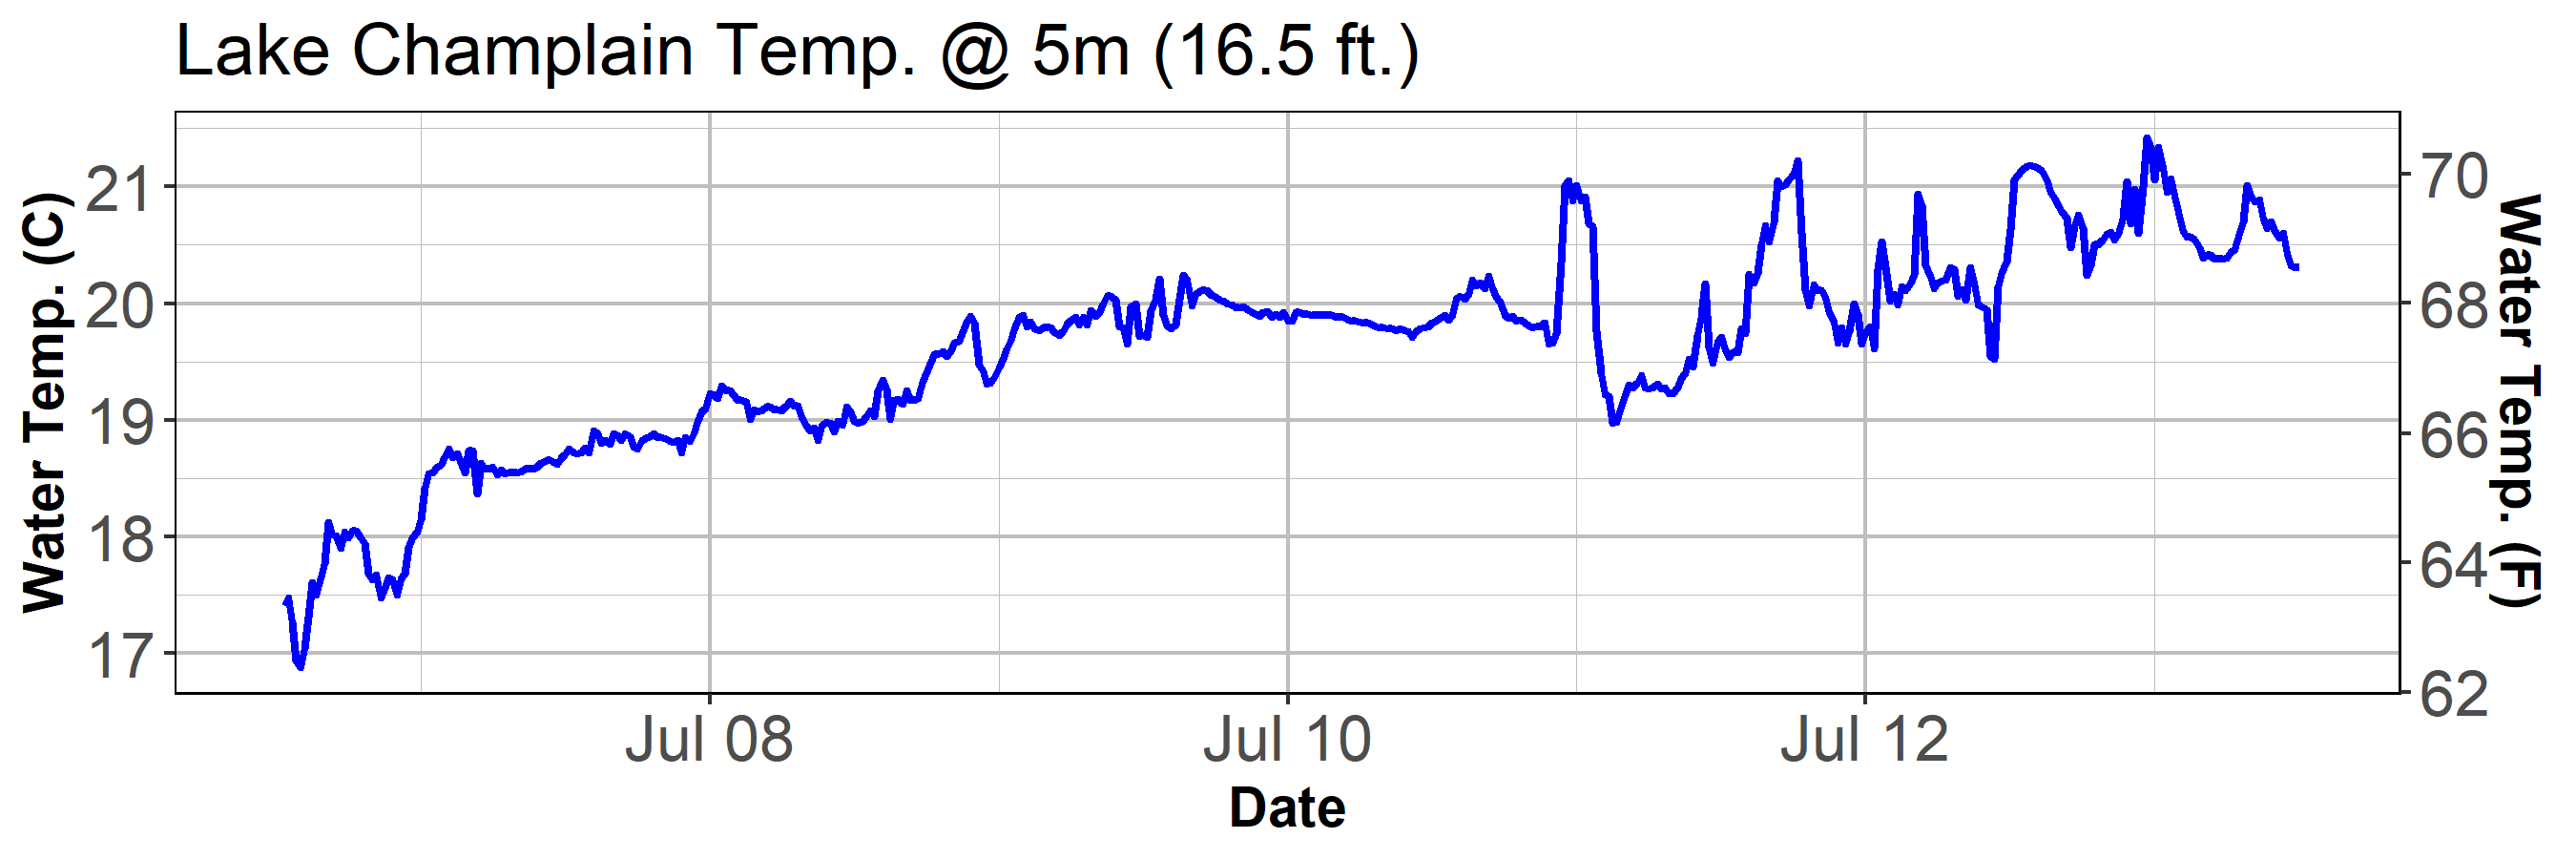 Lake Champlain Temp. @ 5m (16.5 ft.)
Water Temp. (C)
21
20
19
18
17
70
68
66
64
62
Water Temp. (F)
Jul 08
Jul 10
Jul 12
Date